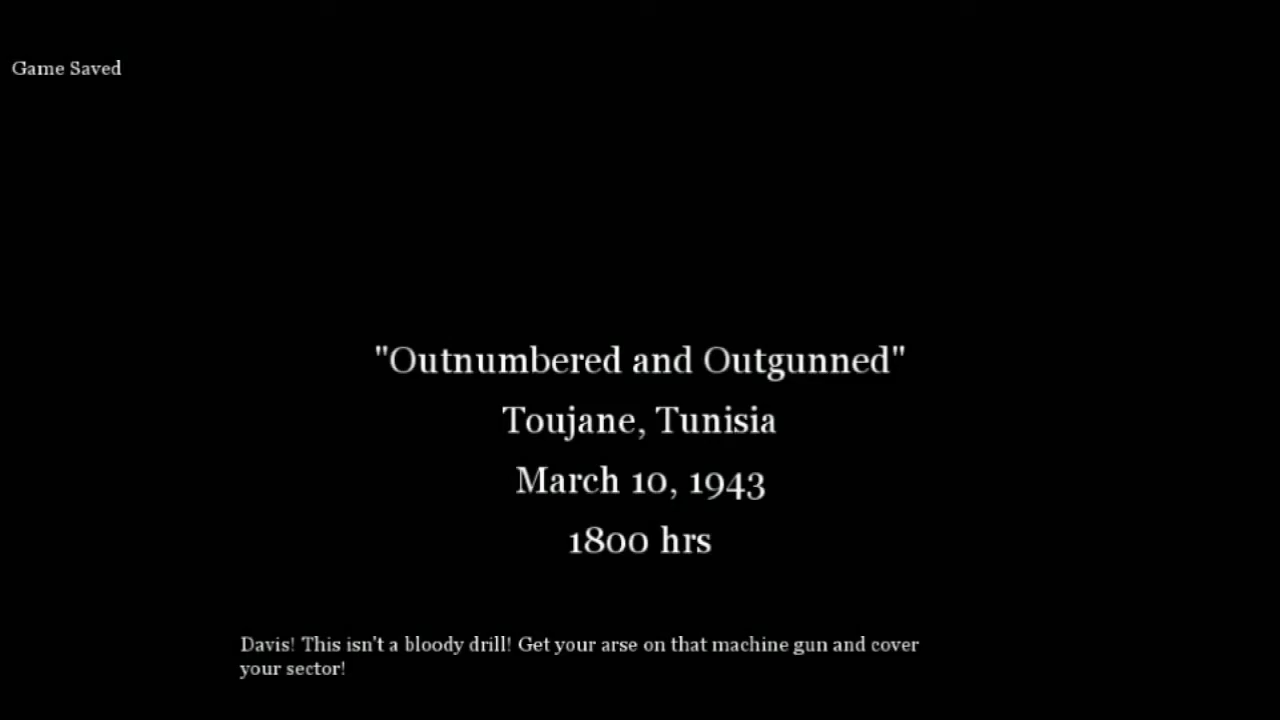 Game Saved
"Outnumbered and Outgunned"
Toujane, Tunisia
March 10, 1943
1800 hrs
Davis! This isn't a bloody drill! Get your arse on that machine gun and cover
your sector!